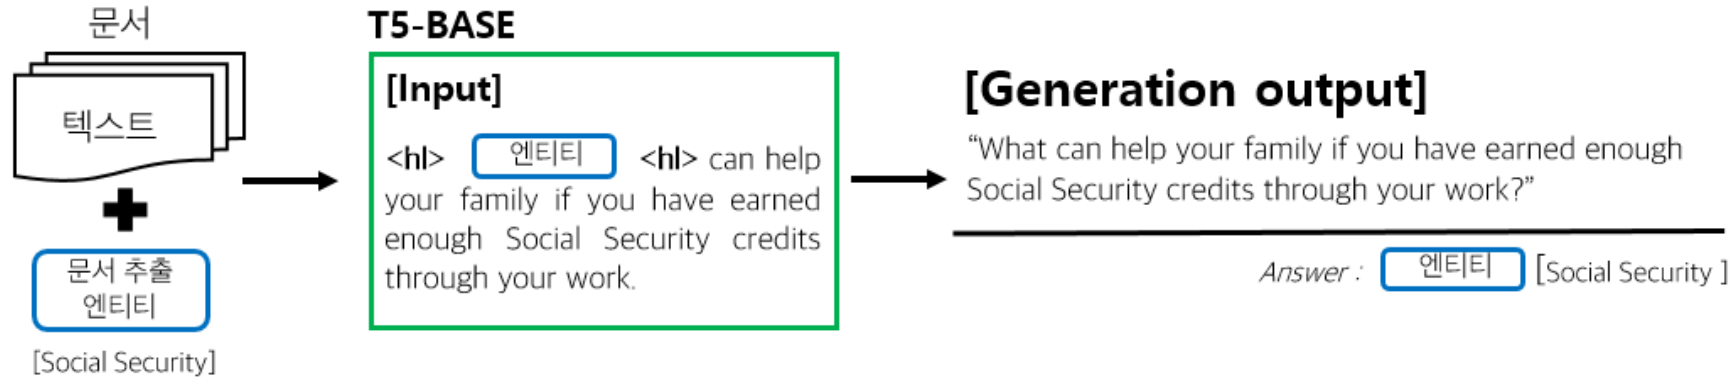 문서
텍스트
문서 추출
엔티티
[Social Security]
T5-BASE
[Input]
<hl> 엔티티 <hl> can help
your family if you have earned
enough Social Security credits
through your work.
[Generation output]
“What can help your family if you have earned enough
Social Security credits through your work?”
Answer : 엔티티 [Social Security ]